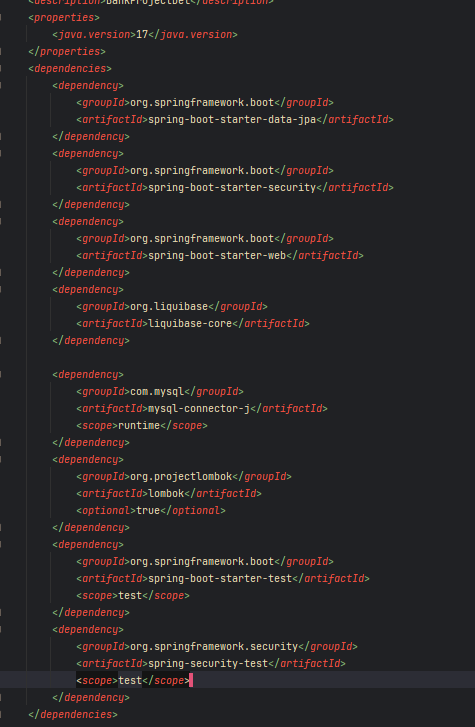 <description>BankProjectDel</description>
<properties>
<java.version>17</java.version>
</properties>
<dependencies>
<dependency>
<groupId>org.springframework.boot</groupId>
<artifactId>spring-boot-starter-data-jpa</artifactId>
</dependency>
<dependency>
<groupId>org.springframework.boot</groupId>
<artifactId>spring-boot-starter-security</artifactId>
</dependency>
<dependency>
<groupId>org.springframework.boot</groupId>
<artifactId>spring-boot-starter-web</artifactId>
</dependency>
<dependency>
<groupId>org.liquibase</groupId>
<artifactId>liquibase-core</artifactId>
</dependency>
<dependency>
<groupId>com.mysql</groupId>
<artifactId>mysql-connector-j</artifactId>
<scope>runtime</scope>
</dependency>
<dependency>
<groupId>org.projectlombok</groupId>
<artifactId>lombok</artifactId>
<optional>true</optional>
</dependency>
<dependency>
<groupId>org.springframework.boot</groupId>
<artifactId>spring-boot-starter-test</artifactId>
<scope>test</scope>
</dependency>
<dependency>
<groupId>org.springframework.security</groupId>
<artifactId>spring-security-test</artifactId>
<scope>test</scope>
</dependency>
</dependencies>